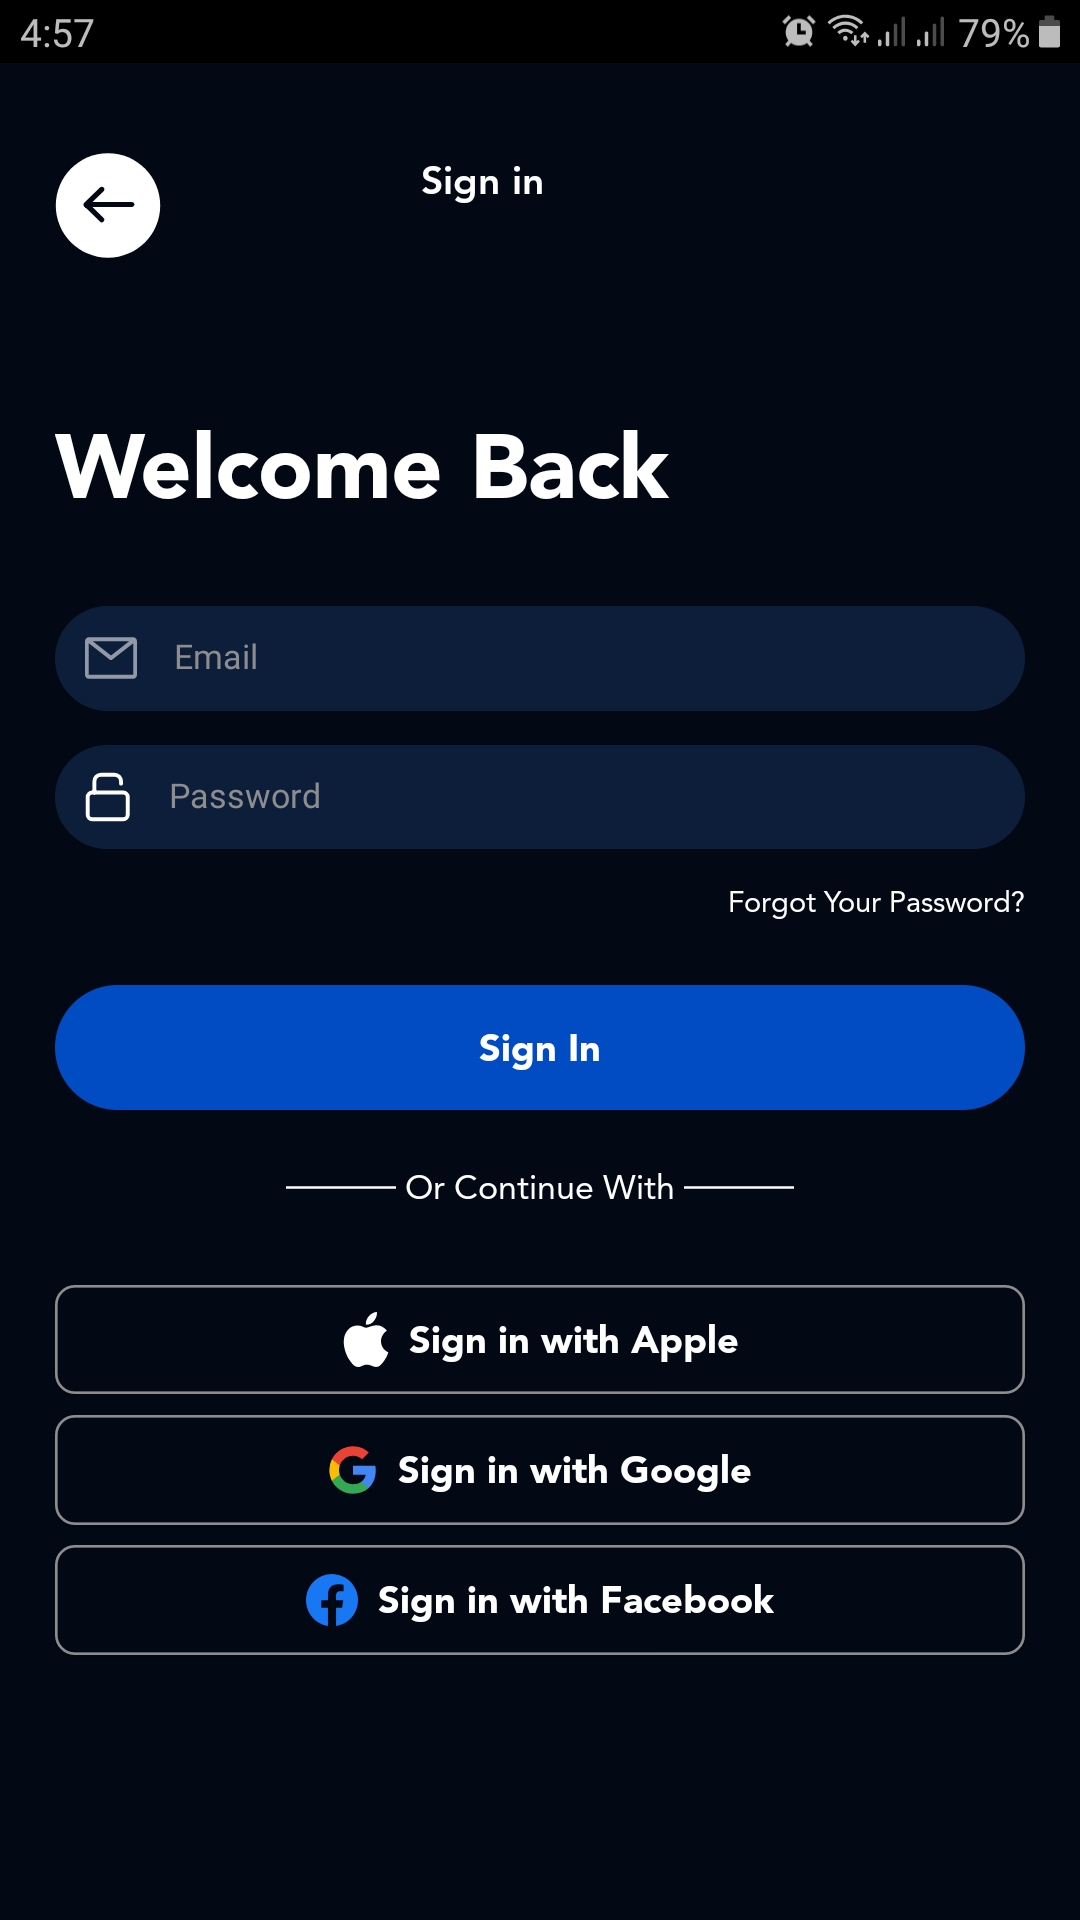 4:57
79%
Sign in
Welcome Back
Email
Password
Forgot Your Password?
Sign In
Or Continue With
Sign in with Apple
Sign in with Google
Sign in with Facebook